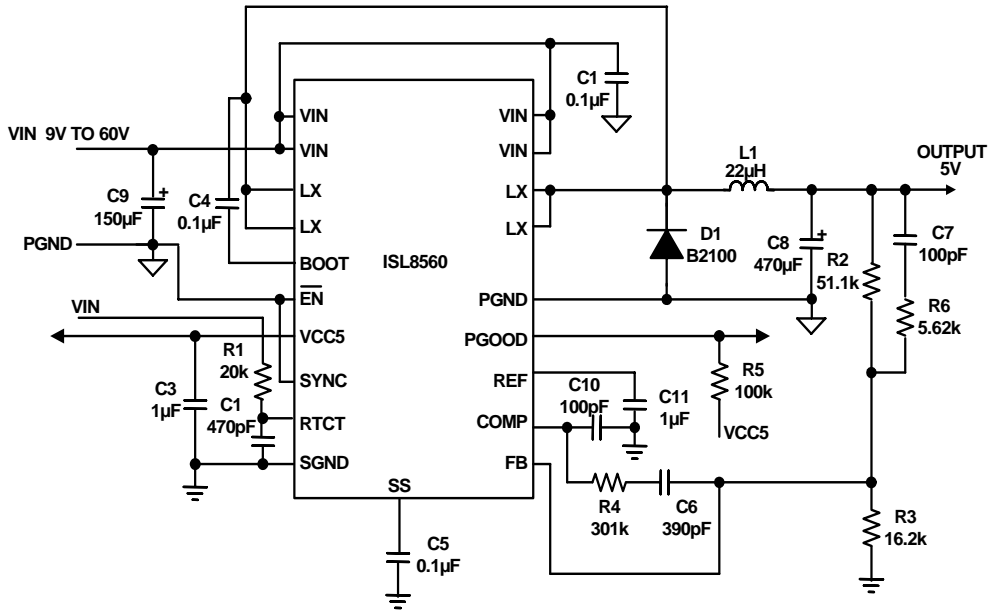 C1
0.1µF
ISL8560
VIN
VIN
VIN 9V TO 60V
VIN
VIN
L1
22µH
OUTPUT
5V
C9
150µF
+
C4
0.1µF
LX
LX
LX
LX
PGND
BOOT
EN
D1
B2100
C8
470µF
+
R2
51.1k
C7
100pF
R6
5.62k
PGND
VIN
VCC5
PGOOD
R1
20k
SYNC
REF
R5
100k
VCC5
C3
1µF
C1
470pF
RTCT
COMP
C10
100pF
C11
1µF
SGND
FB
SS
R4
301k
C6
390pF
R3
16.2k
C5
0.1µF